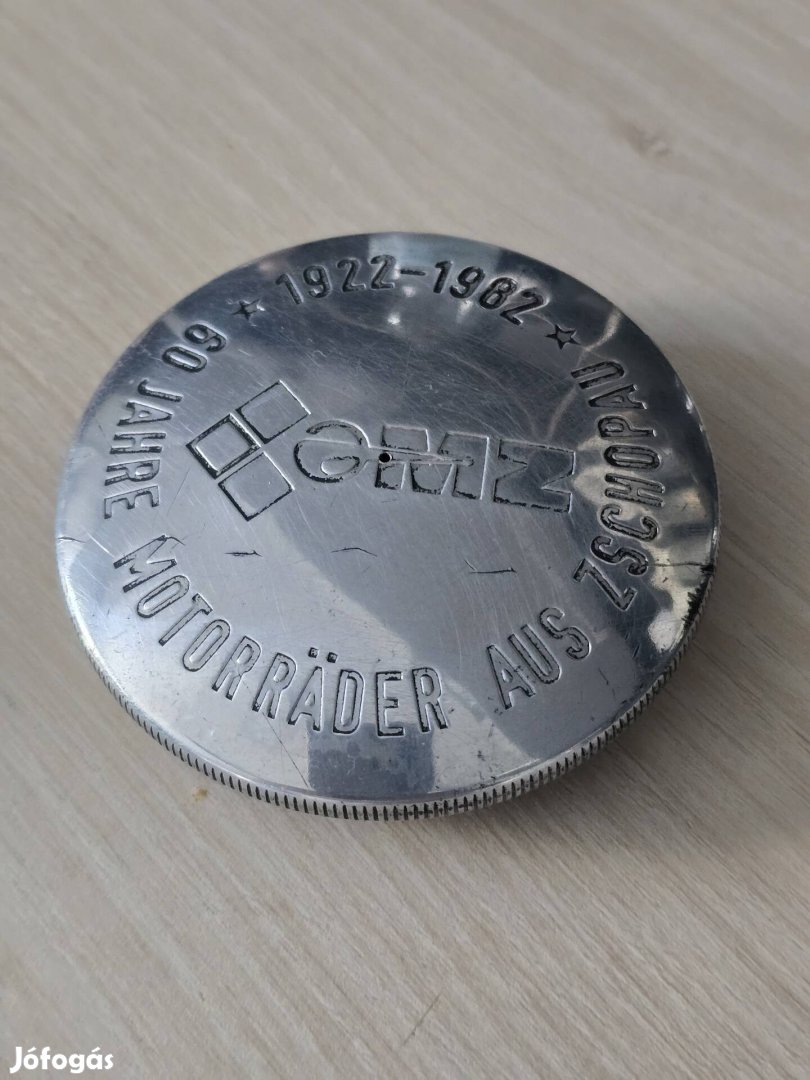 1922-1982
60 JAHRE MOTORRÄDER AUS ZSCHOPAU
MZ
Jófogás